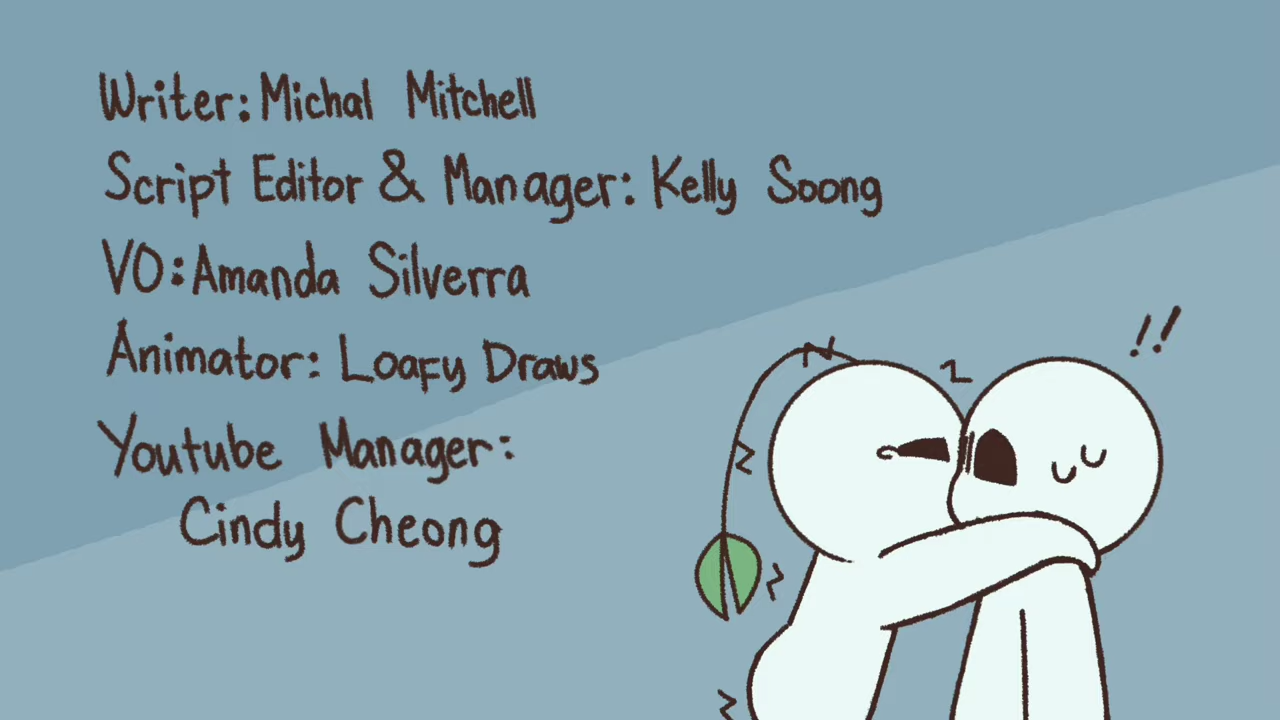 Writer: Michal Mitchell
Script Editor & Manager: Kelly Soong
VO: Amanda Silverra
Animator: Loafy Draws
Youtube Manager:
Cindy Cheong
!!